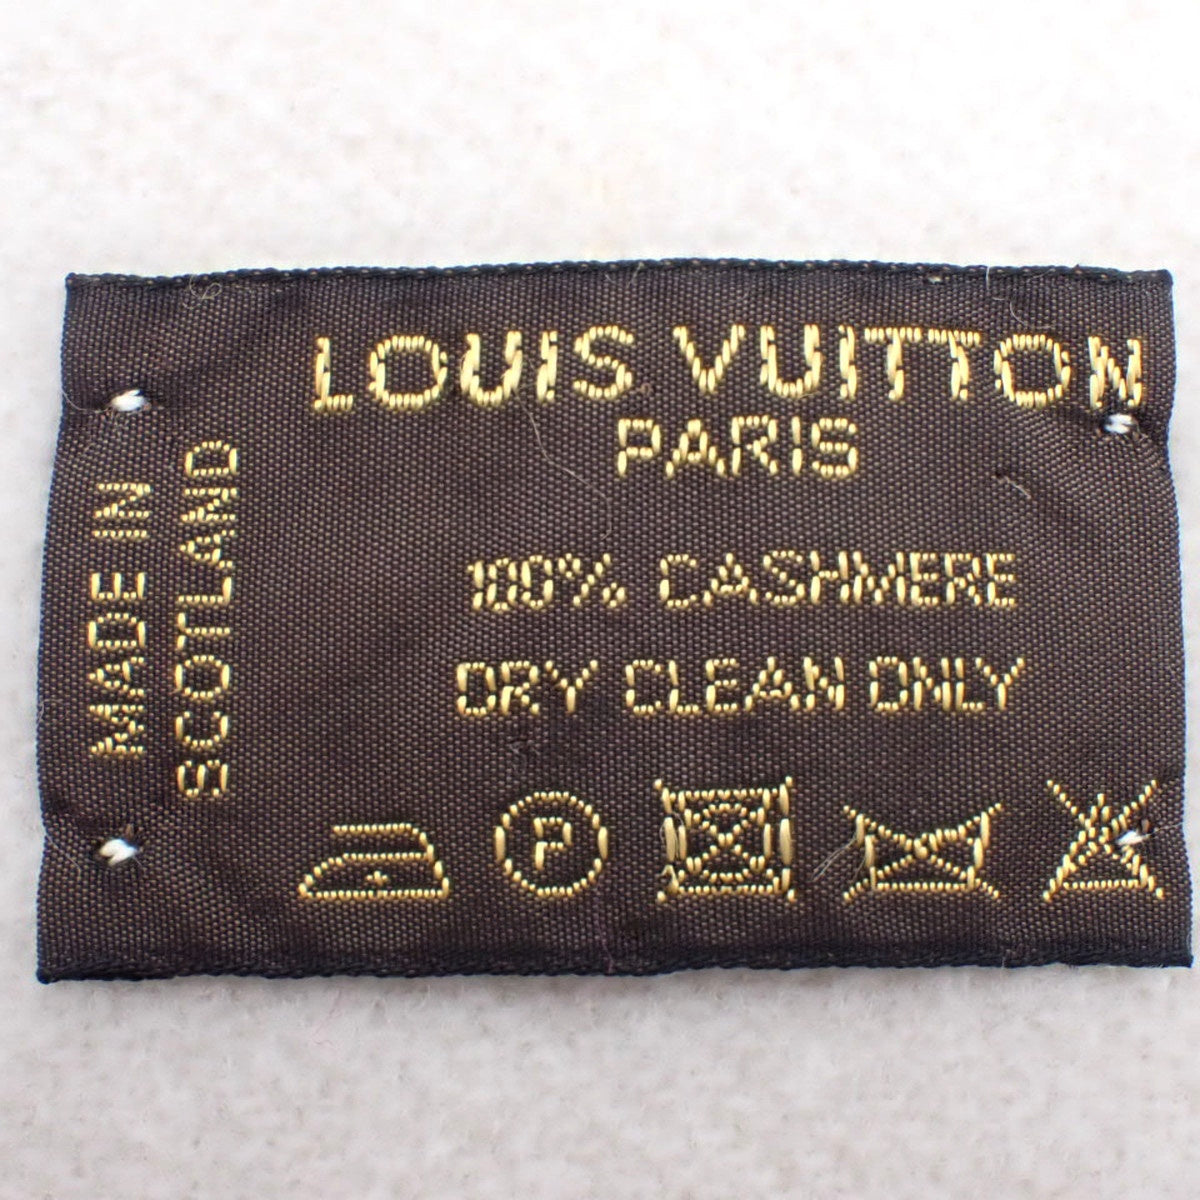 LOUIS VUITTON
PARIS
100% CASHMERE
DRY CLEAN ONLY
P
MADE IN
SCOTLAND